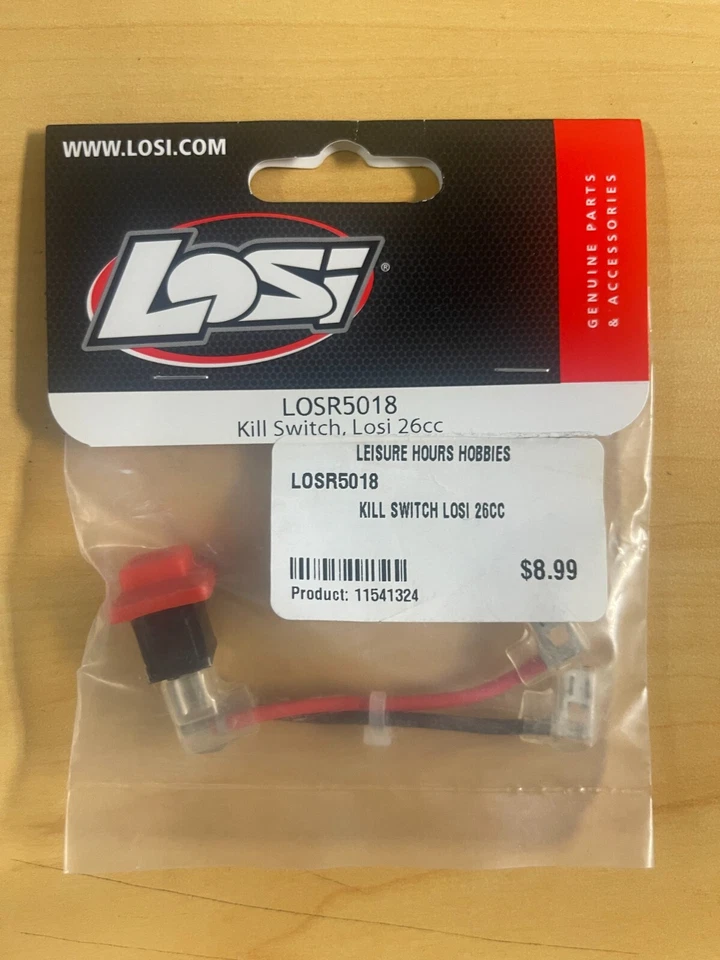 WWW.LOSI.COM
LOSi®
GENUINE PARTS
& ACCESSORIES
LOSR5018
Kill Switch, Losi 26cc
LEISURE HOURS HOBBIES
LOSR5018
KILL SWITCH LOSI 26CC
$8.99
Product: 11541324